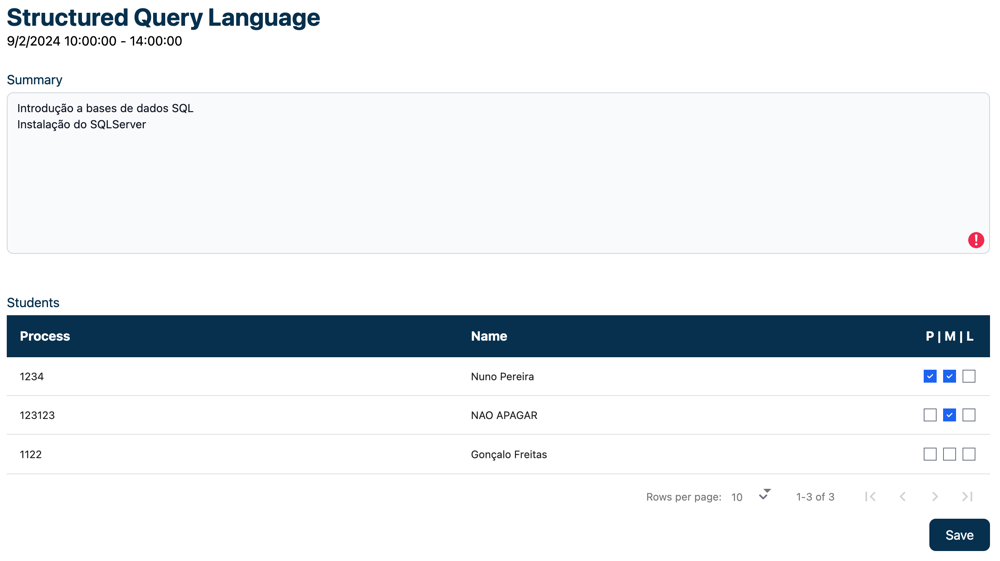 Structured Query Language
9/2/2024 10:00:00 - 14:00:00
Summary
Introdução a bases de dados SQL
Instalação do SQLServer
Students
Process Name P | M | L
1234 Nuno Pereira
123123 NAO APAGAR
1122 Gonçalo Freitas
Rows per page: 10 1-3 of 3
Save